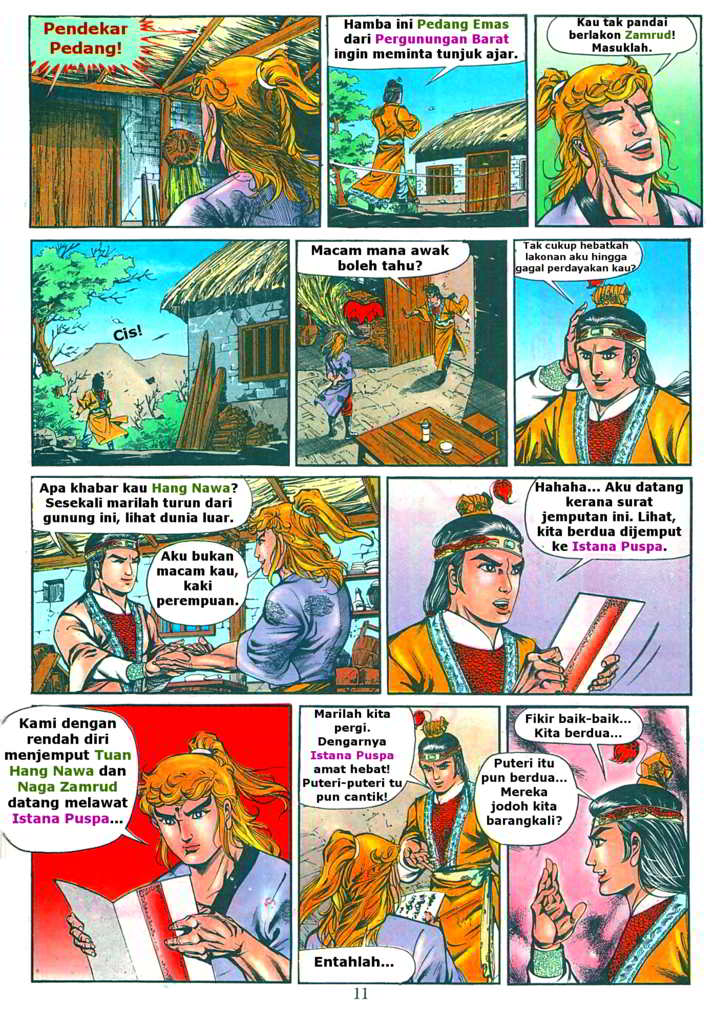 Pendekar
Pedang!
Hamba ini Pedang Emas
dari Pergunungan Barat
ingin meminta tunjuk ajar.
Kau tak pandai
berlakon Zamrud!
Masuklah.
Cis!
Macam mana awak
boleh tahu?
Tak cukup hebatkah
lakonan aku hingga
gagal perdayakan kau?
Apa khabar kau Hang Nawa?
Sesekali marilah turun dari
gunung ini, lihat dunia luar.
Aku bukan
macam kau,
kaki
perempuan.
Hahaha... Aku datang
kerana surat
jemputan ini. Lihat,
kita berdua dijemput
ke Istana Puspa.
Kami dengan
rendah diri
menjemput Tuan
Hang Nawa dan
Naga Zamrud
datang melawat
Istana Puspa...
Marilah kita
pergi.
Dengarnya
Istana Puspa
amat hebat!
Puteri-puteri tu
pun cantik!
Entahlah...
Fikir baik-baik...
Kita berdua...
Puteri itu
pun berdua...
Mereka
jodoh kita
barangkali?
11